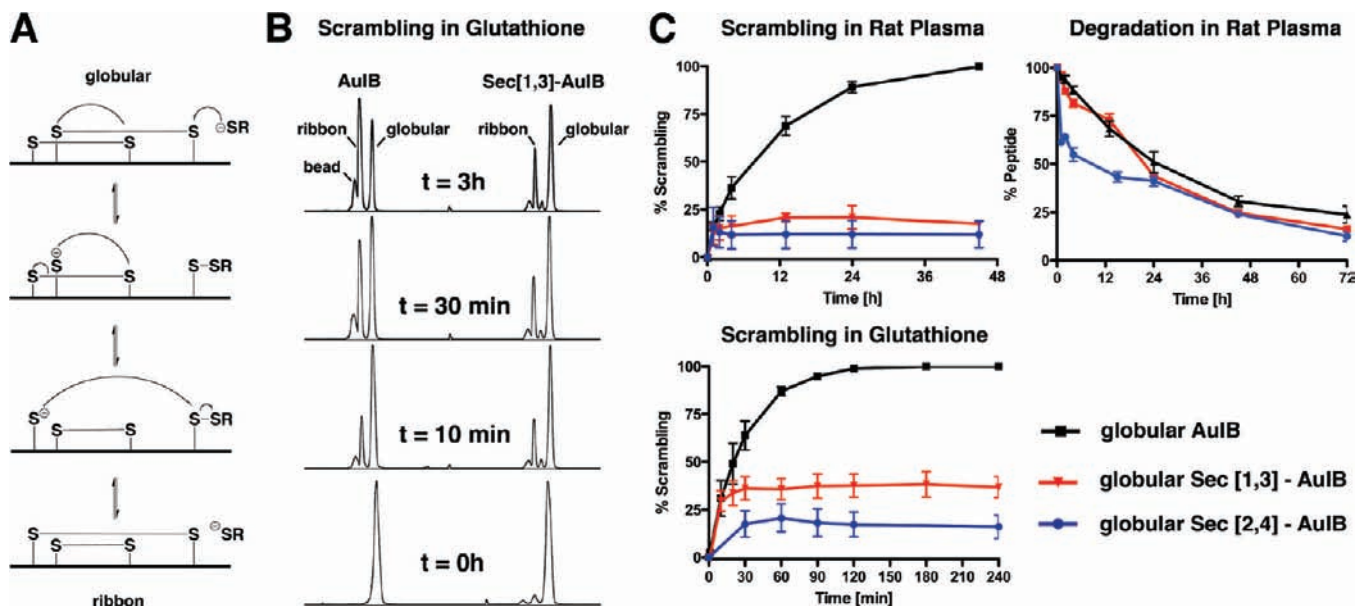 A
globular
S
S
S
S
⊖SR
S
S⊖
S
S-SR
S⊖
S
S
S-SR
S
S
S
S
⊖SR
ribbon
B Scrambling in Glutathione
AuIB
Sec[1,3]-AuIB
ribbon
globular
bead
ribbon
globular
t = 3h
t = 30 min
t = 10 min
t = 0h
C
Scrambling in Rat Plasma
% Scrambling
100
75
50
25
0
0 12 24 36 48
Time [h]
Degradation in Rat Plasma
% Peptide
100
75
50
25
0
0 12 24 36 48 60 72
Time [h]
Scrambling in Glutathione
% Scrambling
100
75
50
25
0
0 30 60 90 120 150 180 210 240
Time [min]
globular AuIB
globular Sec [1,3] - AuIB
globular Sec [2,4] - AuIB